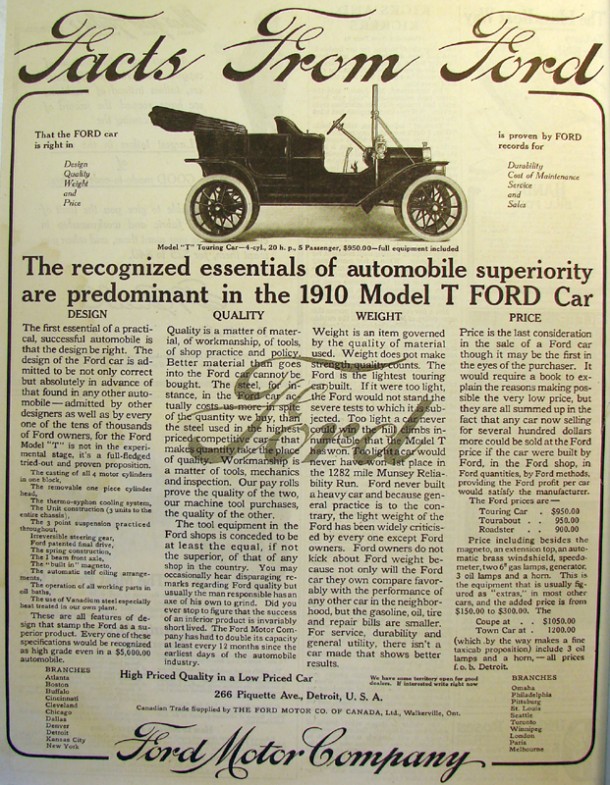 Facts From Ford
That the FORD car
is right in
Design
Quality
Weight
and
Price
is proven by FORD
records for
Durability
Cost of Maintenance
Service
and
Sales
Model "T" Touring Car—4-cyl., 20 h. p., 5 Passenger, $950.00—full equipment included
The recognized essentials of automobile superiority
are predominant in the 1910 Model T FORD Car
DESIGN
The first essential of a practi-
cal, successful automobile is
that the design be right. The
design of the Ford car is ad-
mitted to be not only correct
but absolutely in advance of
that found in any other auto-
mobile—admitted by other
designers as well as by every
one of the tens of thousands
of Ford owners, for the Ford
Model "T" is not in the experi-
mental stage, it's a full-fledged
tried-out and proven proposition.
The casting of all 4 motor cylinders
in one block,
The removable one piece cylinder
head,
The thermo-syphon cooling system,
The Unit construction (3 units to the
entire chassis)
The 3 point suspension practiced
throughout,
Irreversible steering gear,
Ford patented final drive,
The spring construction,
The I beam front axle,
The "built in" magneto,
The automatic self oiling arrange-
ments,
The operation of all working parts in
oil baths,
The use of Vanadium steel especially
heat treated in our own plant.
These are all features of de-
sign that stamp the Ford as a su-
perior product. Every one of these
specifications would be recognized
as high grade even in a $5,000.00
automobile.
QUALITY
Quality is a matter of mater-
ial, of workmanship, of tools,
of shop practice and policy.
Better material than goes
into the Ford car cannot be
bought. The steel, for in-
stance, in the Ford car ac-
tually costs us more in spite
of the quantity we buy, than
the steel used in the highest
priced competitive car—that
makes quantity take the place
of quality. Workmanship is
a matter of tools, mechanics
and inspection. Our pay rolls
prove the quality of the two,
our machine tool purchases,
the quality of the other.
The tool equipment in the
Ford shops is conceded to be
at least the equal, if not
the superior, of that of any
shop in the country. You may
occasionally hear disparaging re-
marks regarding Ford quality but
usually the man responsible has an
axe of his own to grind. Did you
ever stop to figure that the success
of an inferior product is invariably
short lived. The Ford Motor Com-
pany has had to double its capacity
at least every 12 months since the
earliest days of the automobile
industry.
WEIGHT
Weight is an item governed
by the quality of material
used. Weight does not make
strength, quality counts. The
Ford is the lightest touring
car built. If it were too light,
the Ford would not stand the
severe tests to which it is sub-
jected. Too light a it never
would win the hill climbs in-
numerable that the Model T
has won. Too light it would
never have won 1st place in
the 1282 mile Munsey Relia-
bility Run. Ford never built
a heavy car and because gen-
eral practice is to the con-
trary, the light weight of the
Ford has been widely criticis-
ed by every one except Ford
owners. Ford owners do not
kick about Ford weight be-
cause not only will the Ford
car they own compare favor-
ably with the performance of
any other car in the neighbor-
hood, but the gasoline, oil, tire
and repair bills are smaller.
For service, durability and
general utility, there isn't a
car made that shows better
results.
PRICE
Price is the last consideration
in the sale of a Ford car
though it may be the first in
the eyes of the purchaser. It
would require a book to ex-
plain the reasons making pos-
sible the very low price, but
they are all summed up in the
fact that any car now selling
for several hundred dollars
more could be sold at the Ford
price if the car were built by
Ford, in the Ford shop, in
Ford quantities, by Ford methods,
providing the Ford profit per car
would satisfy the manufacturer.
The Ford prices are—
Touring Car - $950.00
Tourabout - - 950.00
Roadster - - 900.00
Price including besides the
magneto, an extension top, an auto-
matic brass windshield, speedo-
meter, two 6" gas lamps, generator,
3 oil lamps and a horn. This is
the equipment that is usually fig-
ured as "extras," in most other
cars, and the added price is from
$150.00 to $300.00. The
Coupe at - - $1050.00
Town Car at - 1200.00
(which by the way makes a fine
taxicab proposition) include 3 oil
lamps and a horn,—all prices
f.o.b. Detroit.
Ford
BRANCHES
Atlanta
Boston
Buffalo
Cincinnati
Cleveland
Chicago
Dallas
Denver
Detroit
Kansas City
New York
High Priced Quality in a Low Priced Car
We have some territory open for good
dealers. If interested write right now
266 Piquette Ave., Detroit, U. S. A.
Canadian Trade Supplied by THE FORD MOTOR CO. OF CANADA, Ltd., Walkerville, Ont.
BRANCHES
Omaha
Philadelphia
Pittsburg
St. Louis
Seattle
Toronto
Winnipeg
London
Paris
Melbourne
Ford Motor Company